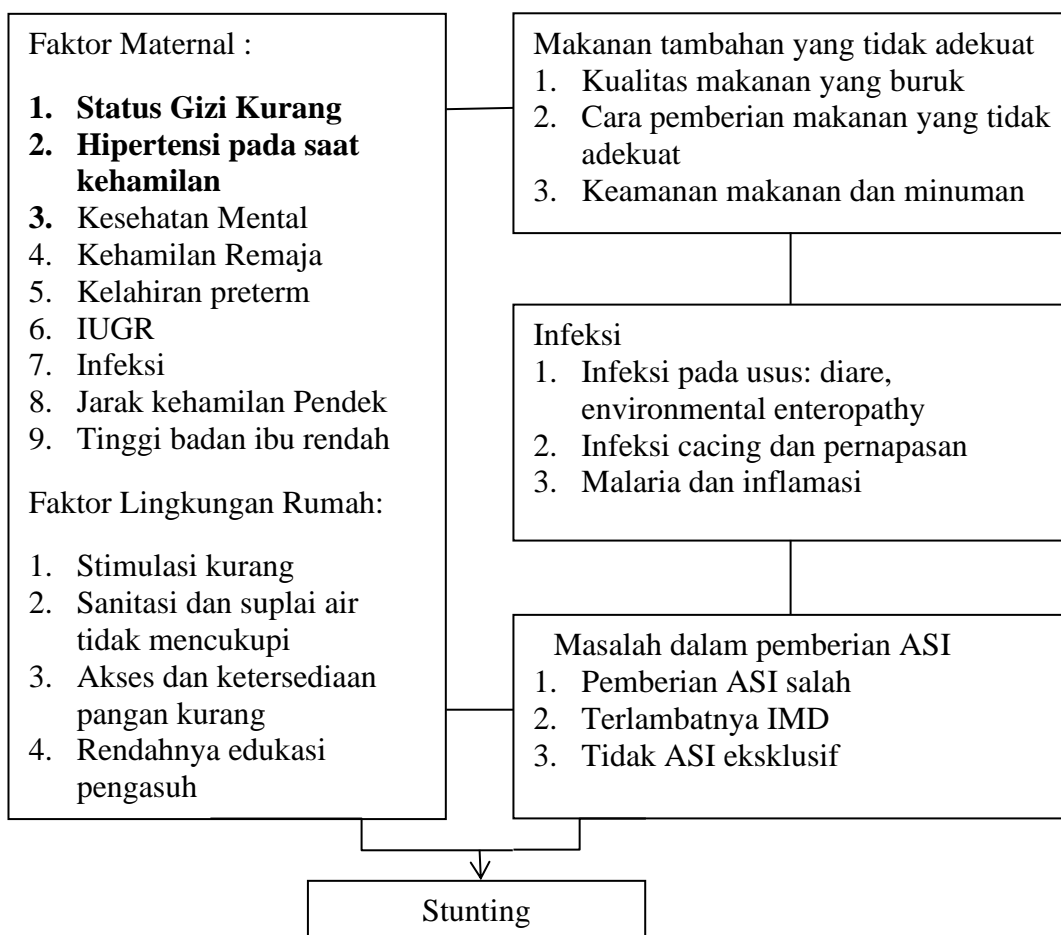 Faktor Maternal :
1. Status Gizi Kurang
2. Hipertensi pada saat
kehamilan
3. Kesehatan Mental
4. Kehamilan Remaja
5. Kelahiran preterm
6. IUGR
7. Infeksi
8. Jarak kehamilan Pendek
9. Tinggi badan ibu rendah
Faktor Lingkungan Rumah:
1. Stimulasi kurang
2. Sanitasi dan suplai air
tidak mencukupi
3. Akses dan ketersediaan
pangan kurang
4. Rendahnya edukasi
pengasuh
Makanan tambahan yang tidak adekuat
1. Kualitas makanan yang buruk
2. Cara pemberian makanan yang tidak
adekuat
3. Keamanan makanan dan minuman
Infeksi
1. Infeksi pada usus: diare,
environmental enteropathy
2. Infeksi cacing dan pernapasan
3. Malaria dan inflamasi
Masalah dalam pemberian ASI
1. Pemberian ASI salah
2. Terlambatnya IMD
3. Tidak ASI eksklusif
Stunting